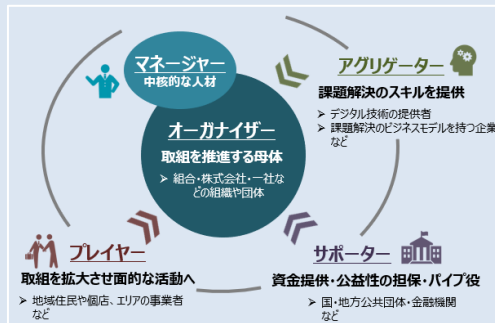 マネージャー
中核的な人材
オーガナイザー
取組を推進する母体
➢ 組合・株式会社・一社な
どの組織や団体
アグリゲーター
課題解決のスキルを提供
➢ デジタル技術の提供者
➢ 課題解決のビジネスモデルを持つ企業
など
プレイヤー
取組を拡大させ面的な活動へ
➢ 地域住民や個店、エリアの事業者
など
サポーター
資金提供・公益性の担保・パイプ役
➢ 国・地方公共団体・金融機関
など